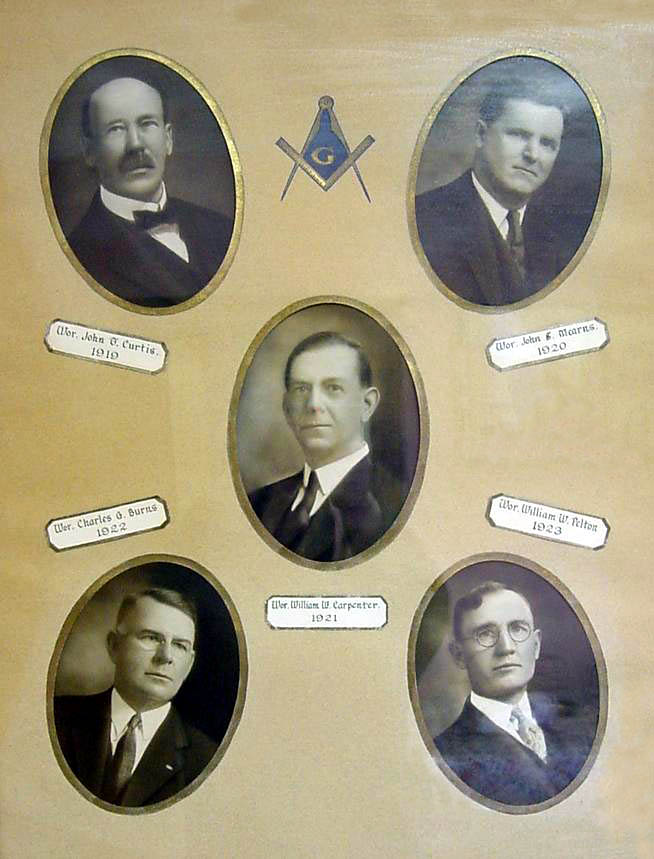 G
Wor. John G. Curtis.
1919
Wor. John E. Mearns.
1920
Wor. William W. Carpenter.
1921
Wor. Charles G. Burns
1922
Wor. William W. Pelton
1923